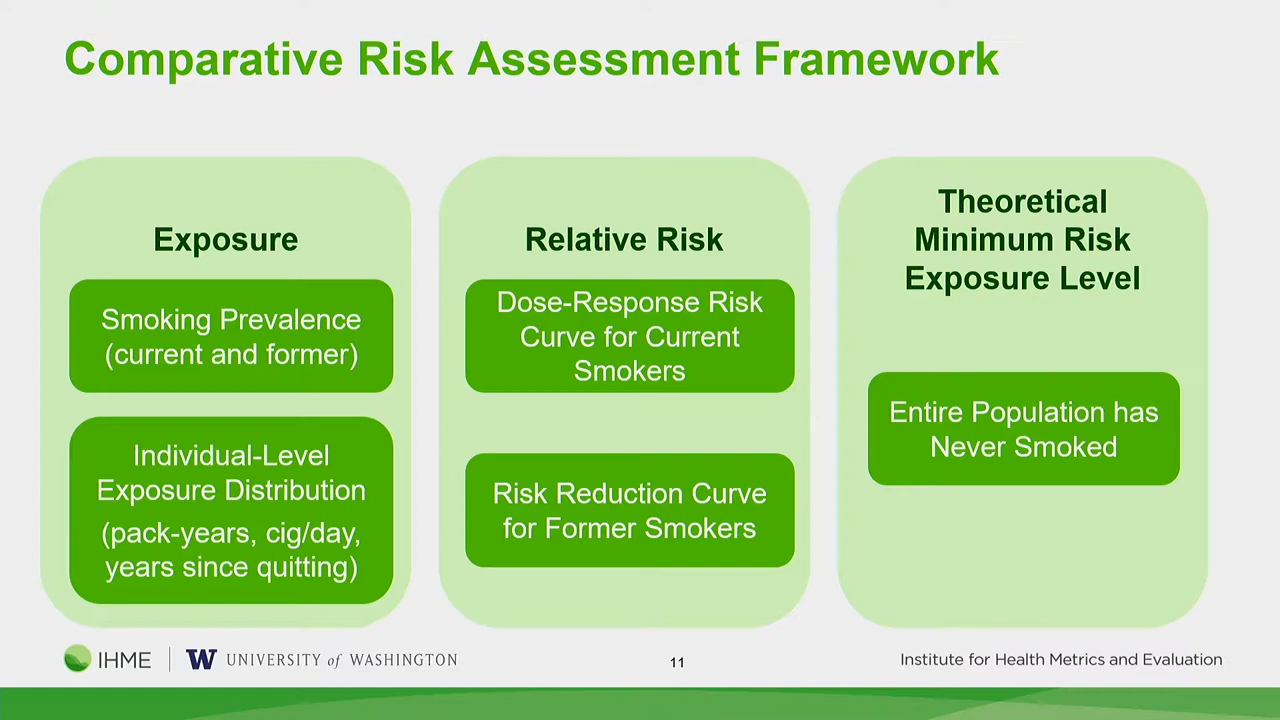 Comparative Risk Assessment Framework
Exposure
Smoking Prevalence
(current and former)
Individual-Level
Exposure Distribution
(pack-years, cig/day,
years since quitting)
Relative Risk
Dose-Response Risk
Curve for Current
Smokers
Risk Reduction Curve
for Former Smokers
Theoretical
Minimum Risk
Exposure Level
Entire Population has
Never Smoked
IHME
W UNIVERSITY of WASHINGTON
11
Institute for Health Metrics and Evaluation